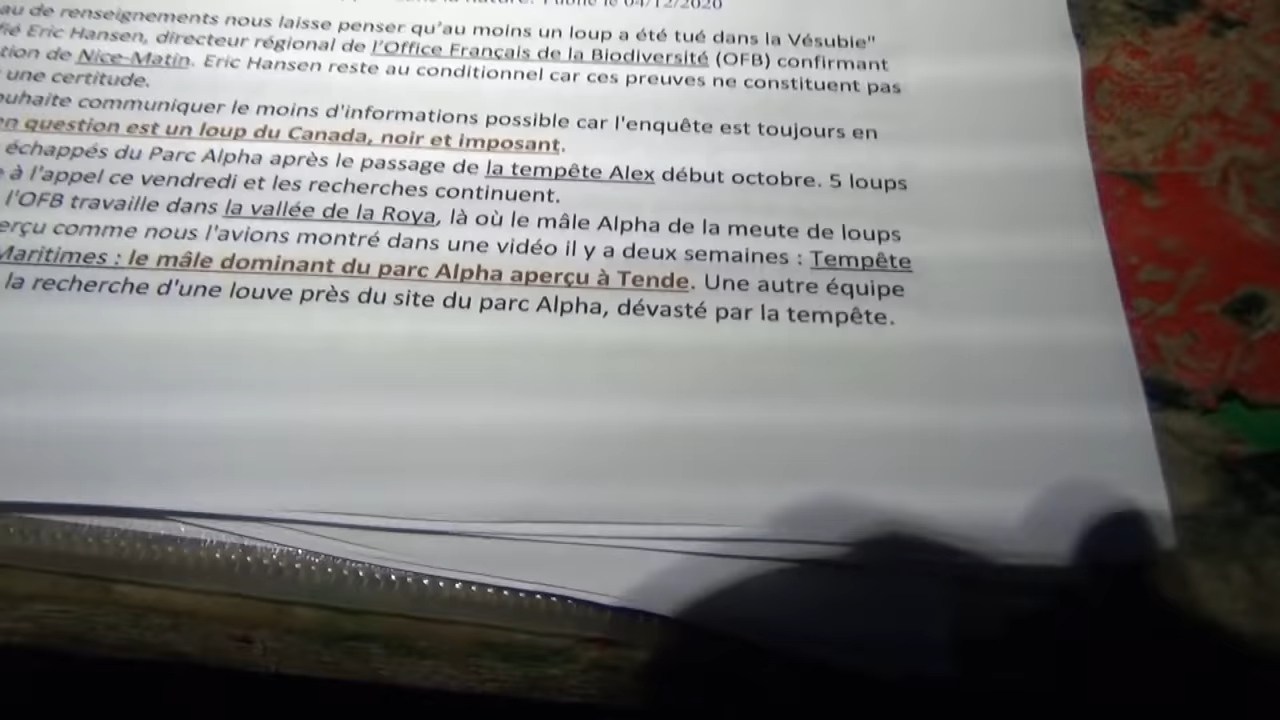 Publié le 04/12/2020
au de renseignements nous laisse penser qu'au moins un loup a été tué dans la Vésubie"
fié Eric Hansen, directeur régional de l'Office Français de la Biodiversité (OFB) confirmant
tion de Nice-Matin. Eric Hansen reste au conditionnel car ces preuves ne constituent pas
une certitude.
ouhaite communiquer le moins d'informations possible car l'enquête est toujours en
en question est un loup du Canada, noir et imposant.
échappés du Parc Alpha après le passage de la tempête Alex début octobre. 5 loups
à l'appel ce vendredi et les recherches continuent.
l'OFB travaille dans la vallée de la Roya, là où le mâle Alpha de la meute de loups
erçu comme nous l'avions montré dans une vidéo il y a deux semaines : Tempête
Maritimes : le mâle dominant du parc Alpha aperçu à Tende. Une autre équipe
la recherche d'une louve près du site du parc Alpha, dévasté par la tempête.